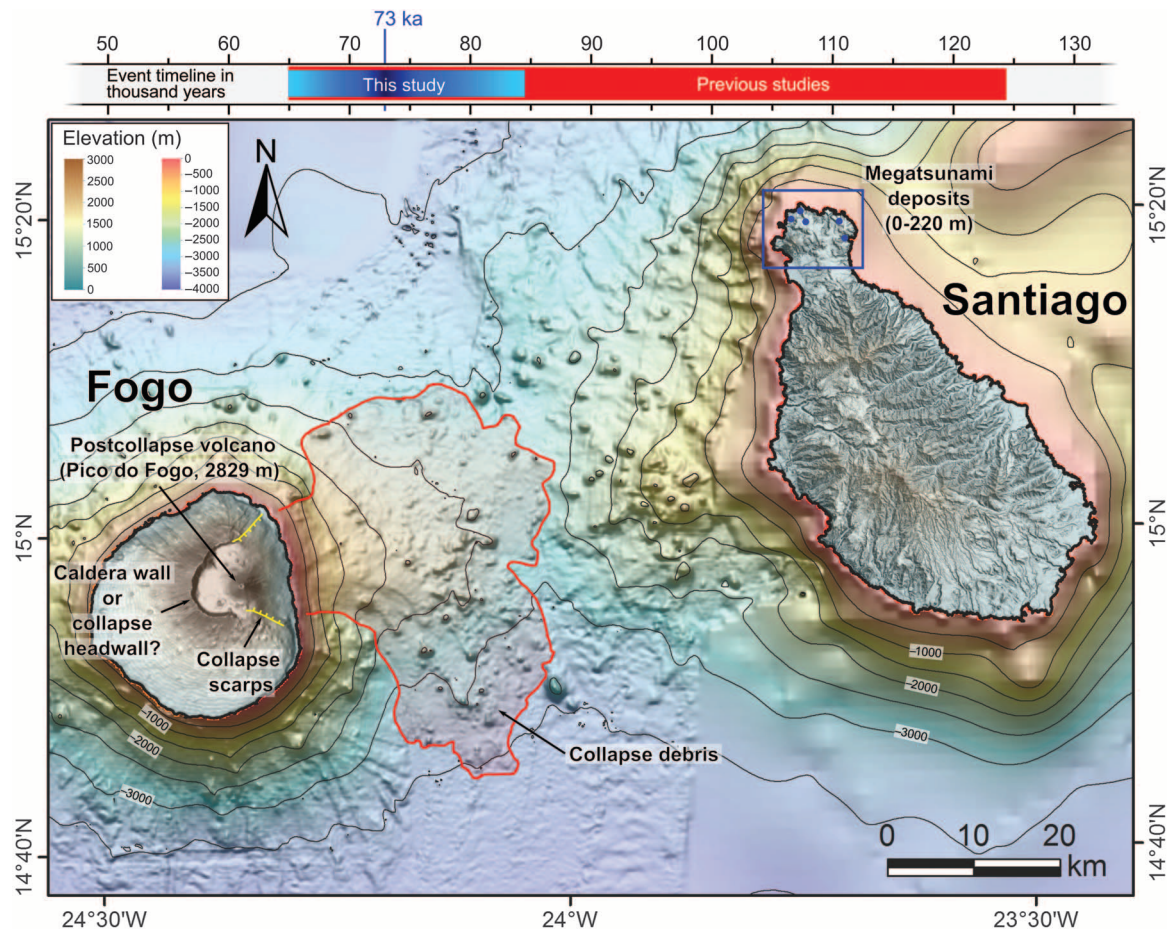 73 ka
50 60 70 80 90 100 110 120 130
Event timeline in
thousand years
This study
Previous studies
Elevation (m)
3000
2500
2000
1500
1000
500
0
0
−500
−1000
−1500
−2000
−2500
−3000
−3500
−4000
N
Megatsunami
deposits
(0-220 m)
Santiago
Fogo
Postcollapse volcano
(Pico do Fogo, 2829 m)
Caldera wall
or
collapse
headwall?
Collapse
scarps
Collapse debris
−1000
−2000
−3000
−1000
−2000
−3000
0 10 20
km
15°20'N
15°N
14°40'N
15°20'N
15°N
14°40'N
24°30'W
24°W
23°30'W